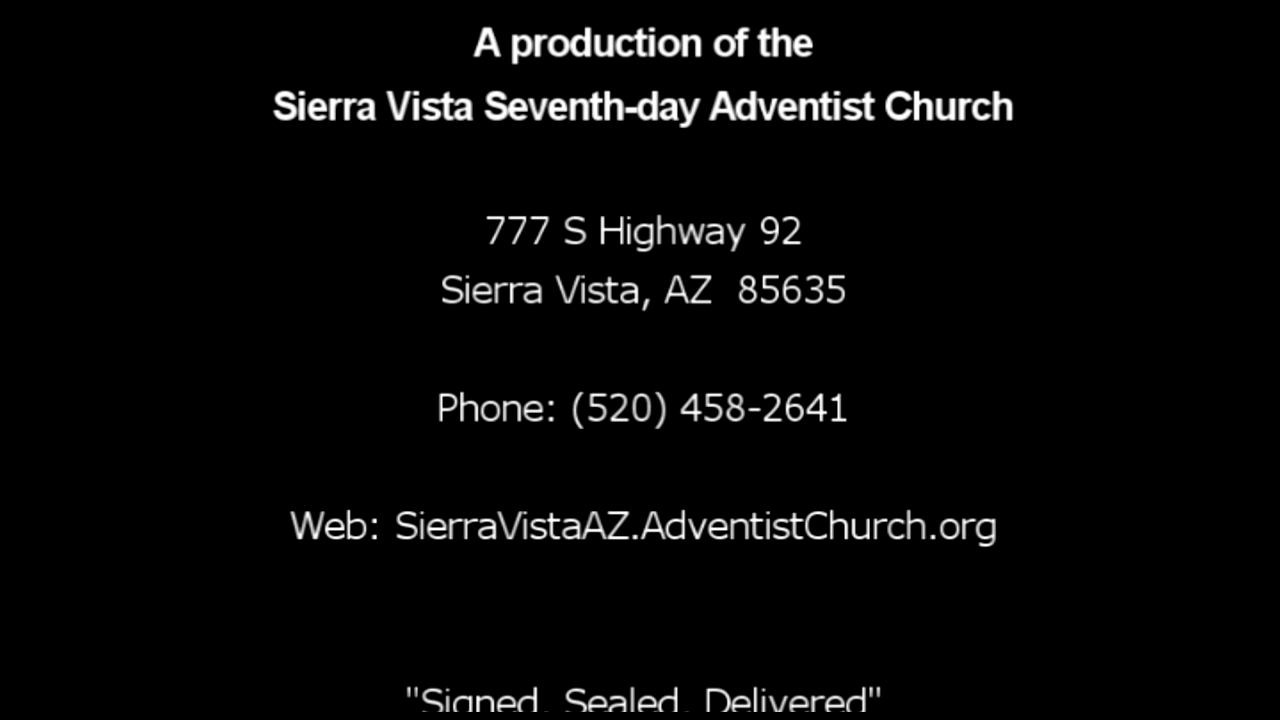 A production of the
Sierra Vista Seventh-day Adventist Church
777 S Highway 92
Sierra Vista, AZ  85635
Phone: (520) 458-2641
Web: SierraVistaAZ.AdventistChurch.org
"Signed, Sealed, Delivered"